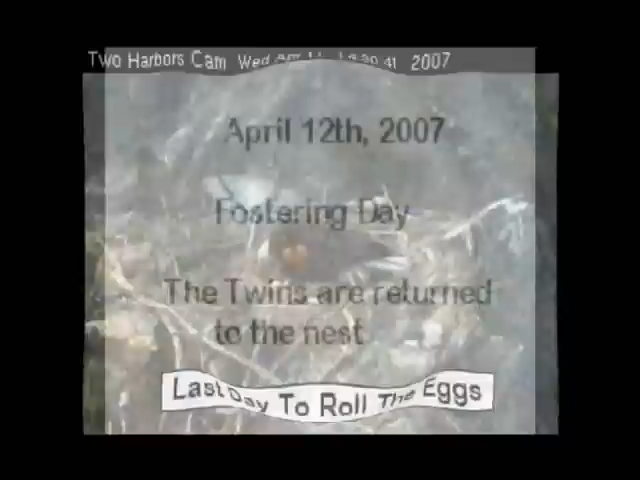 Two Harbors Cam Wed 2007
April 12th, 2007
Fostering Day
The Twins are returned
to the nest
Last Day To Roll The Eggs